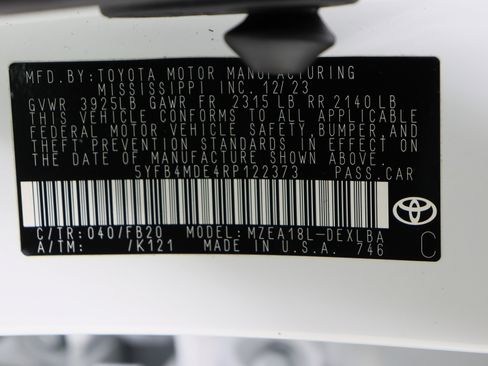 MFD.BY:TOYOTA MOTOR MANUFACTURING
MISSISSIPPI INC.12/23
GVWR 3925LB GAWR FR 2315LB RR 2140LB
THIS VEHICLE CONFORMS TO ALL APPLICABLE
FEDERAL MOTOR VEHICLE SAFETY,BUMPER,AND
THEFT PREVENTION STANDARDS IN EFFECT ON
THE DATE OF MANUFACTURE SHOWN ABOVE.
5YFB4MDE4RP122373 PASS.CAR
C/TR:040/FB20 MODEL:MZEA18L-DEXLBA
A/TM: /K121 MADE IN U.S.A. 746
C